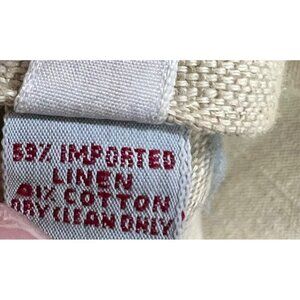 59% IMPORTED
LINEN
41% COTTON
DRY CLEAN ONLY